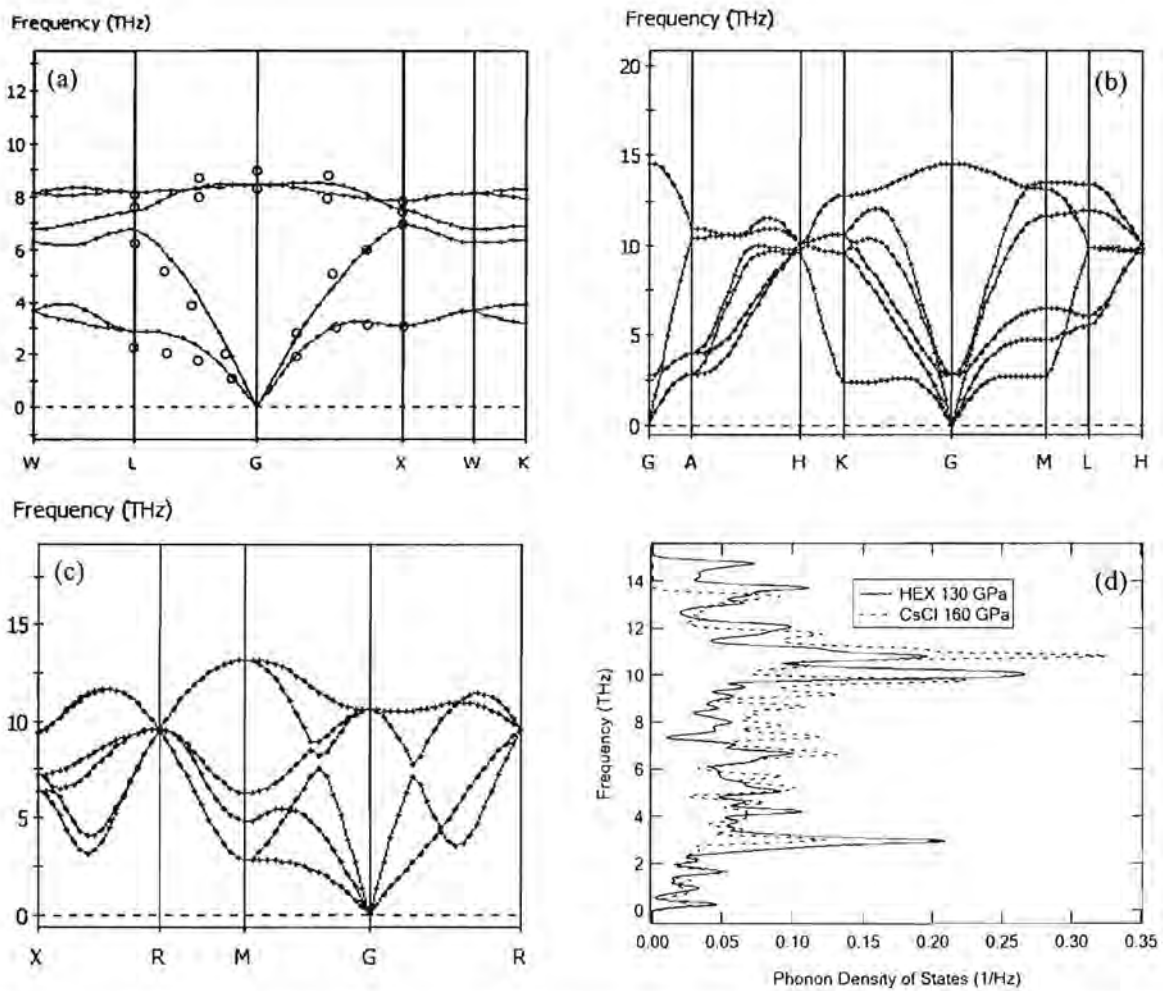 Frequency (THz)
(a)
12
10
8
6
4
2
0
W L G X W K
Frequency (THz)
(b)
20
15
10
5
0
G A H K G M L H
Frequency (THz)
(c)
15
10
5
0
X R M G R
(d)
HEX 130 GPa
CsCl 160 GPa
Frequency (THz)
14
12
10
8
6
4
2
0
0.00 0.05 0.10 0.15 0.20 0.25 0.30 0.35
Phonon Density of States (1/Hz)